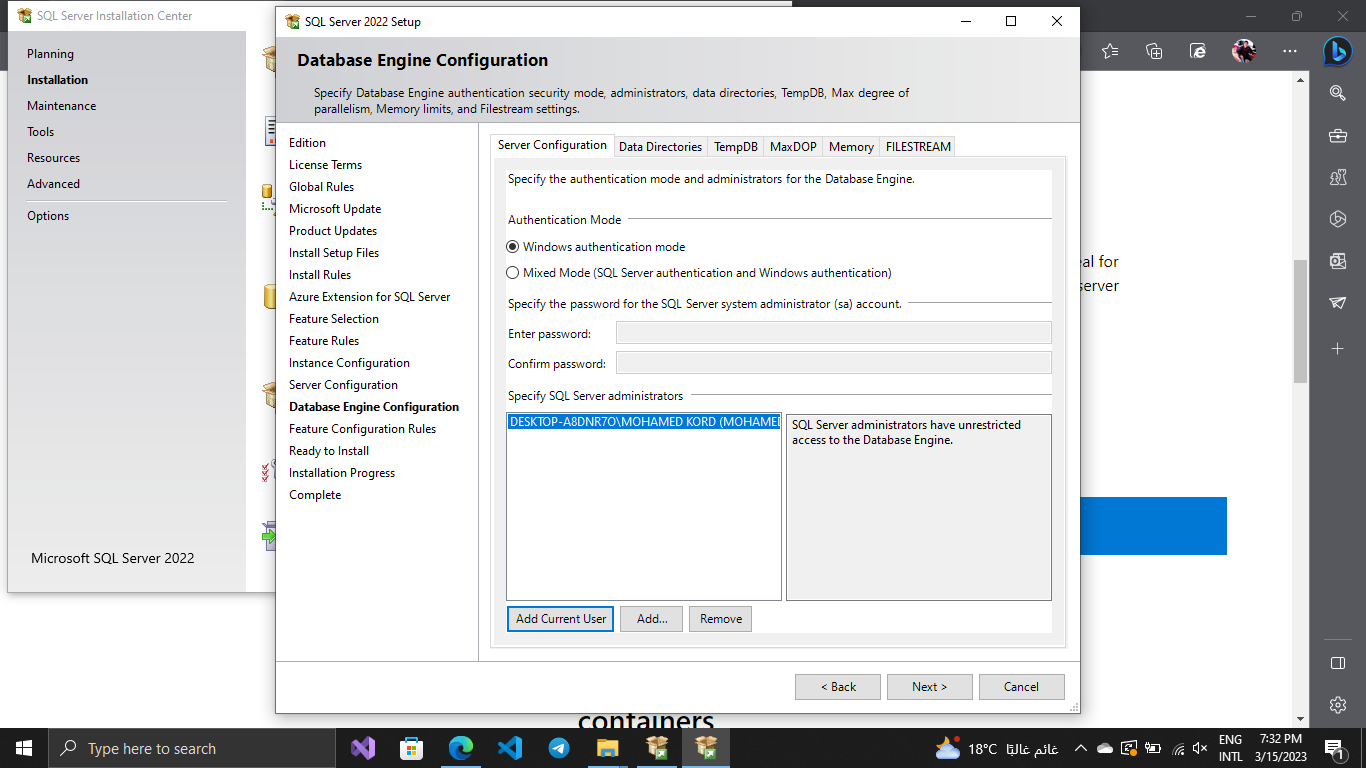 SQL Server Installation Center
Planning
Installation
Maintenance
Tools
Resources
Advanced
Options
Microsoft SQL Server 2022
SQL Server 2022 Setup
Database Engine Configuration
Specify Database Engine authentication security mode, administrators, data directories, TempDB, Max degree of
parallelism, Memory limits, and Filestream settings.
Edition
License Terms
Global Rules
Microsoft Update
Product Updates
Install Setup Files
Install Rules
Azure Extension for SQL Server
Feature Selection
Feature Rules
Instance Configuration
Server Configuration
Database Engine Configuration
Feature Configuration Rules
Ready to Install
Installation Progress
Complete
Server Configuration Data Directories TempDB MaxDOP Memory FILESTREAM
Specify the authentication mode and administrators for the Database Engine.
Authentication Mode
Windows authentication mode
Mixed Mode (SQL Server authentication and Windows authentication)
Specify the password for the SQL Server system administrator (sa) account.
Enter password:
Confirm password:
Specify SQL Server administrators
DESKTOP-A8DNR7O\MOHAMED KORD (MOHAMED
SQL Server administrators have unrestricted
access to the Database Engine.
Add Current User Add... Remove
< Back Next > Cancel
eal for
server
containers
Type here to search
18°C غائم غالبًا
ENG
INTL
7:32 PM
3/15/2023
1